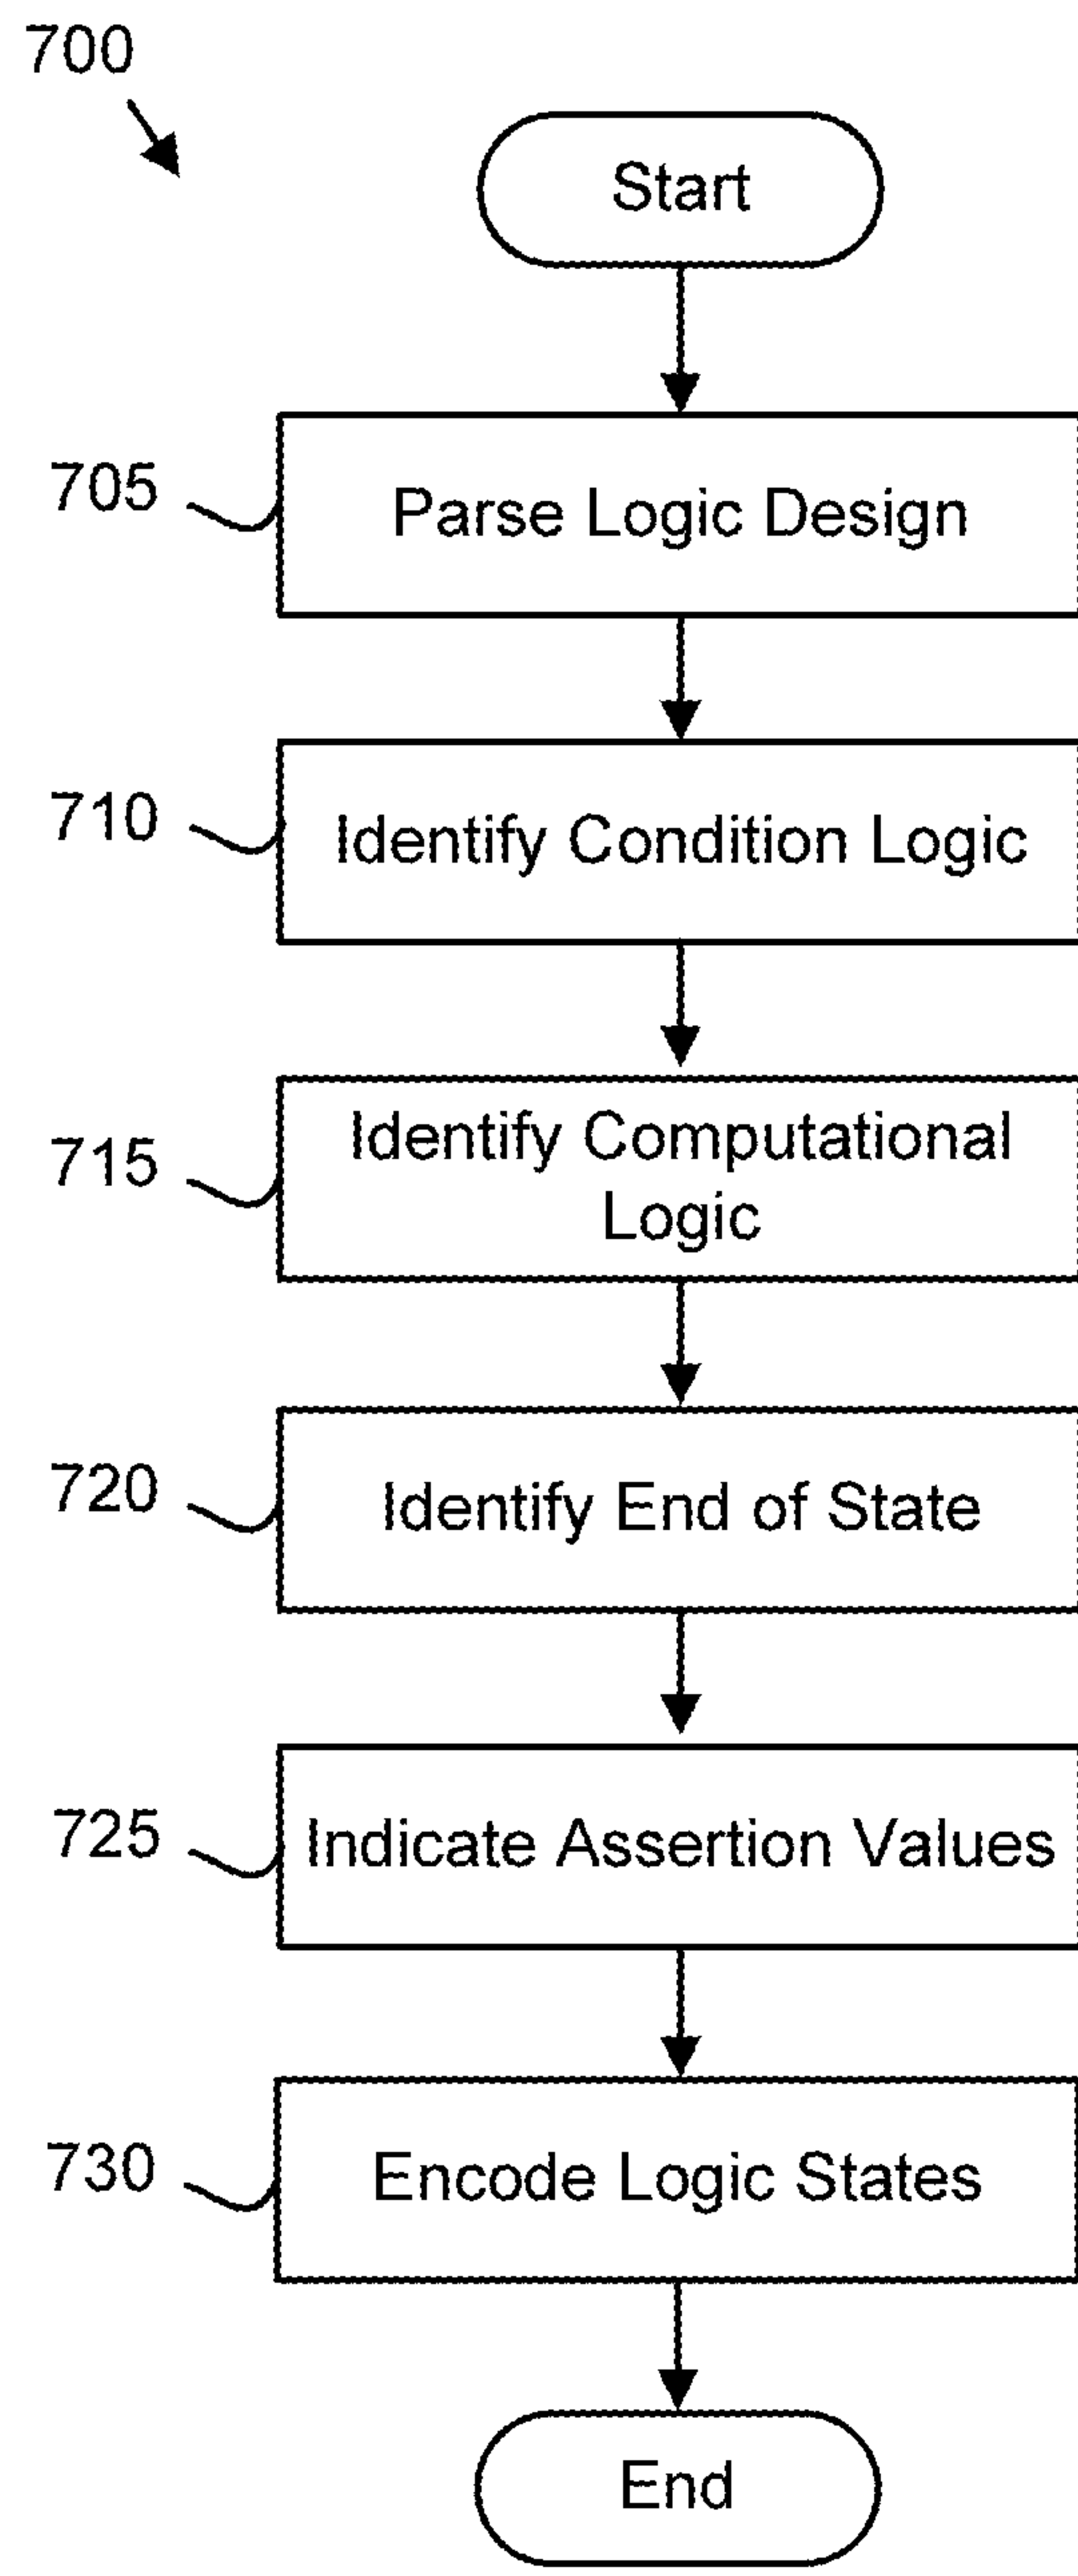 700
Start
705
Parse Logic Design
710
Identify Condition Logic
715
Identify Computational
Logic
720
Identify End of State
725
Indicate Assertion Values
730
Encode Logic States
End